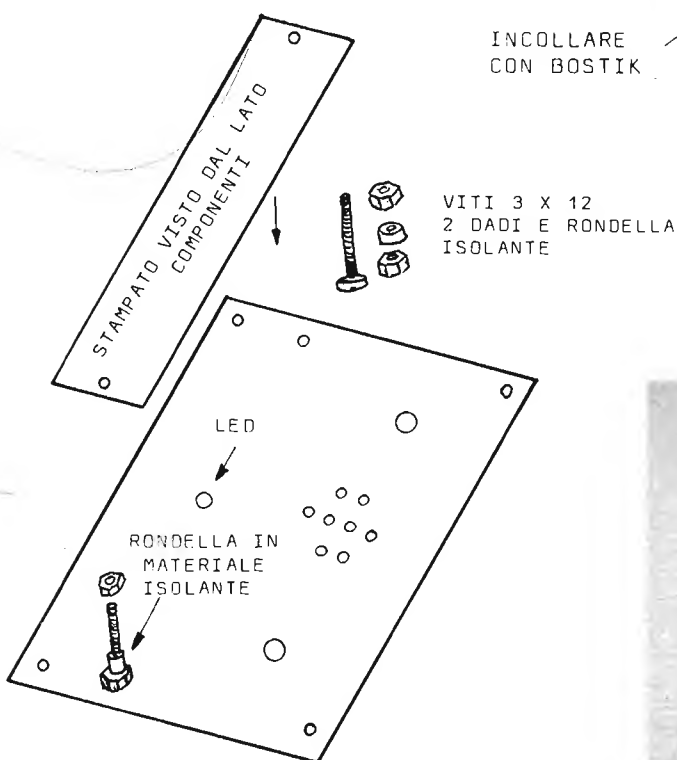 INCOLLARE
CON BOSTIK
STAMPATO VISTO DAL LATO
COMPONENTI
VITI 3 X 12
2 DADI E RONDELLA
ISOLANTE
LED
RONDELLA IN
MATERIALE
ISOLANTE